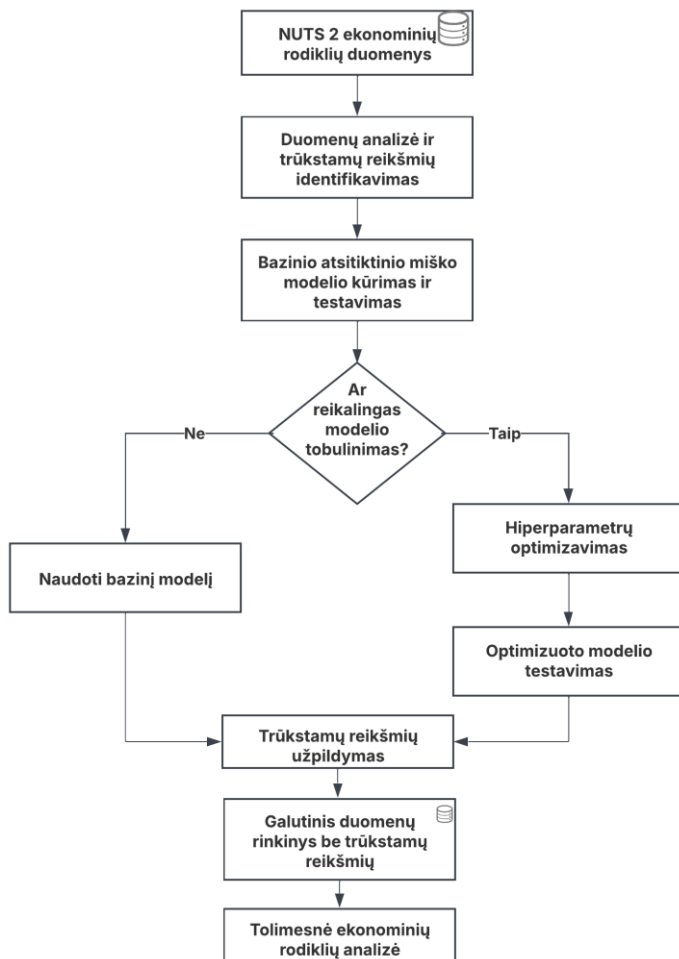 NUTS 2 ekonominių
rodiklių duomenys
Duomenų analizė ir
trūkstamų reikšmių
identifikavimas
Bazinio atsitiktinio miško
modelio kūrimas ir
testavimas
Ar
reikalingas
modelio
tobulinimas?
Ne
Taip
Hiperparametrų
optimizavimas
Naudoti bazinį modelį
Optimizuoto modelio
testavimas
Trūkstamų reikšmių
užpildymas
Galutinis duomenų
rinkinys be trūkstamų
reikšmių
Tolimesnė ekonominių
rodiklių analizė